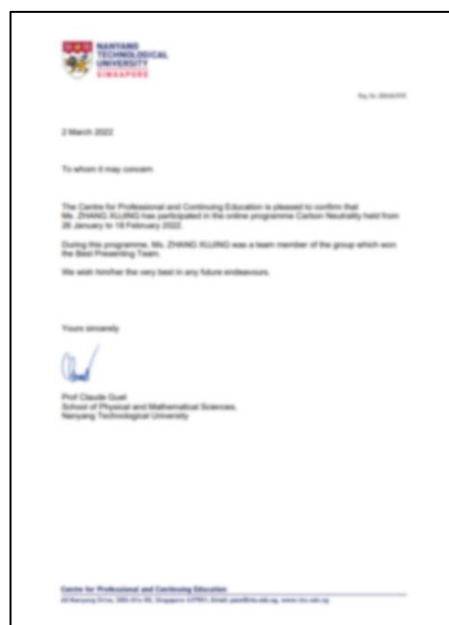 NANYANG
TECHNOLOGICAL
UNIVERSITY
SINGAPORE
2 March 2022
To whom it may concern
The Centre for Professional and Continuing Education is pleased to confirm that
Ms. ZHANG has participated in the online programme Carbon Neutrality held from
January to February 2022.
During this programme, Ms. ZHANG was a team member of the group which won
the Best Presenting Team.
We wish him/her the very best in any future endeavours.
Yours sincerely
Prof Claude Guet
School of Physical and Mathematical Sciences,
Nanyang Technological University
Centre for Professional and Continuing Education